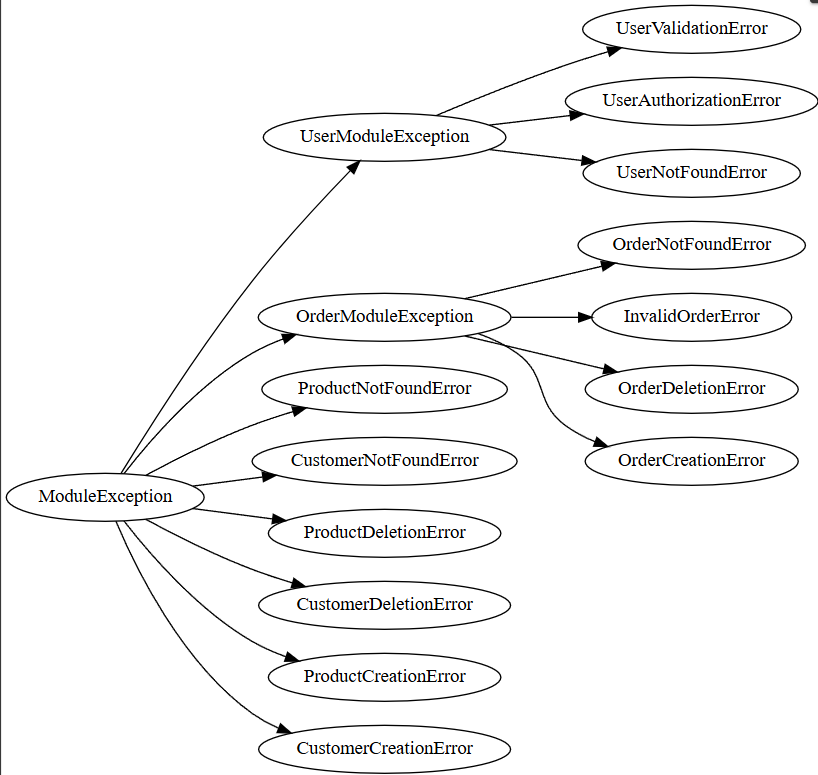 UserValidationError
UserAuthorizationError
UserModuleException
UserNotFoundError
OrderNotFoundError
OrderModuleException
InvalidOrderError
ProductNotFoundError
OrderDeletionError
CustomerNotFoundError
OrderCreationError
ModuleException
ProductDeletionError
CustomerDeletionError
ProductCreationError
CustomerCreationError